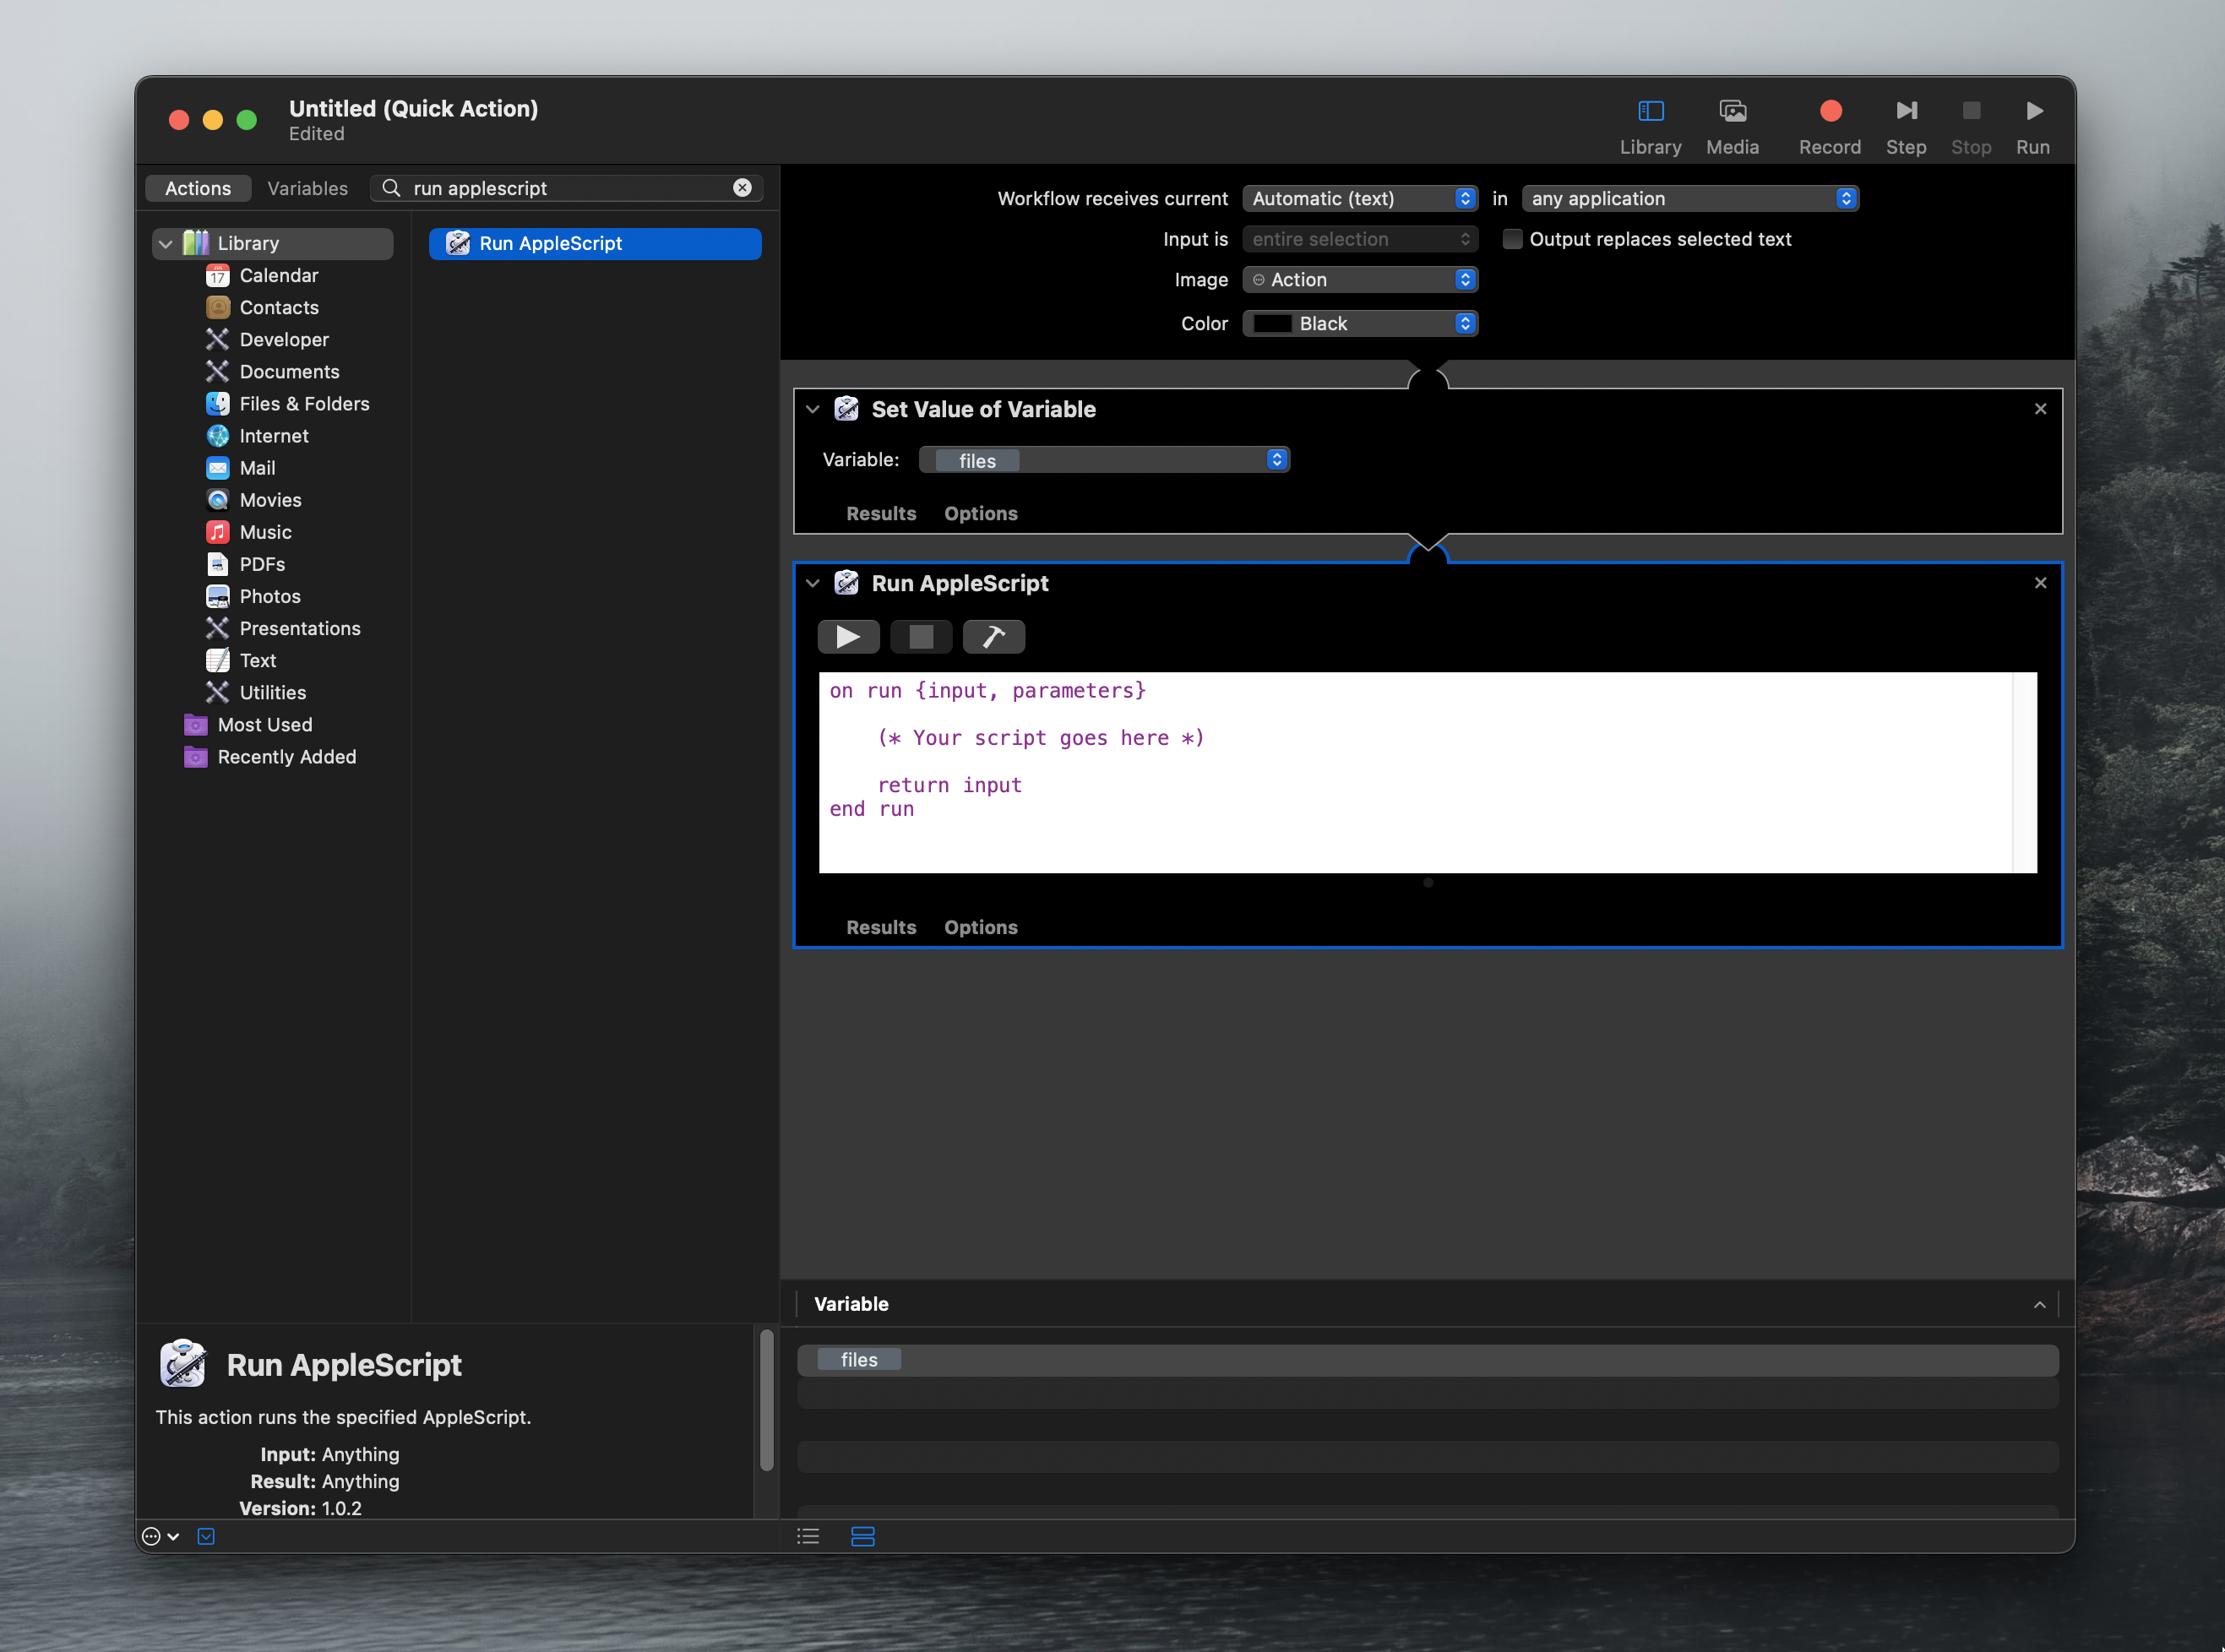 Untitled (Quick Action)
Edited
Library
Media
Record
Step
Stop
Run
Actions
Variables
run applescript
Library
Calendar
Contacts
Developer
Documents
Files & Folders
Internet
Mail
Movies
Music
PDFs
Photos
Presentations
Text
Utilities
Most Used
Recently Added
Run AppleScript
Workflow receives current Automatic (text) in any application
Input is entire selection Output replaces selected text
Image Action
Color Black
Set Value of Variable
Variable: files
Results Options
Run AppleScript
on run {input, parameters}
(* Your script goes here *)
return input
end run
Results Options
Run AppleScript
This action runs the specified AppleScript.
Input: Anything
Result: Anything
Version: 1.0.2
Variable
files